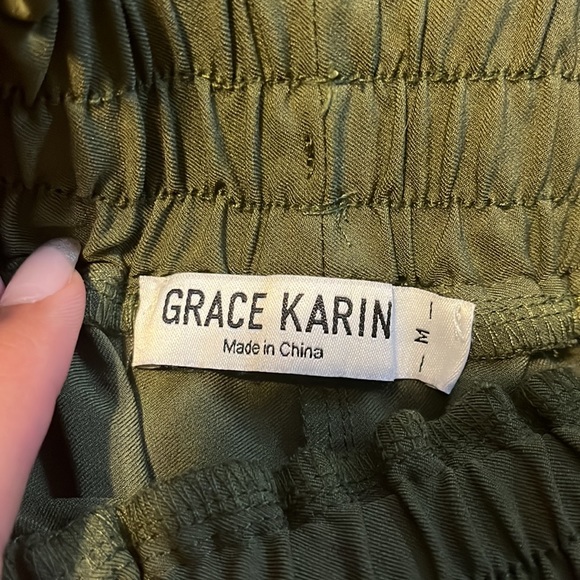 GRACE KARIN
Made in China
– M –